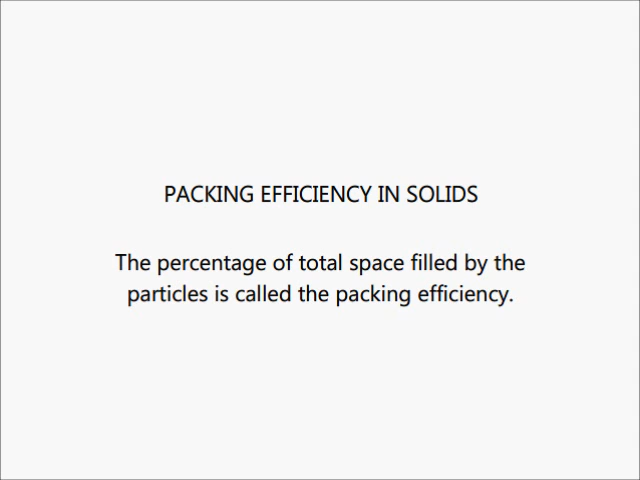 PACKING EFFICIENCY IN SOLIDS
The percentage of total space filled by the
particles is called the packing efficiency.